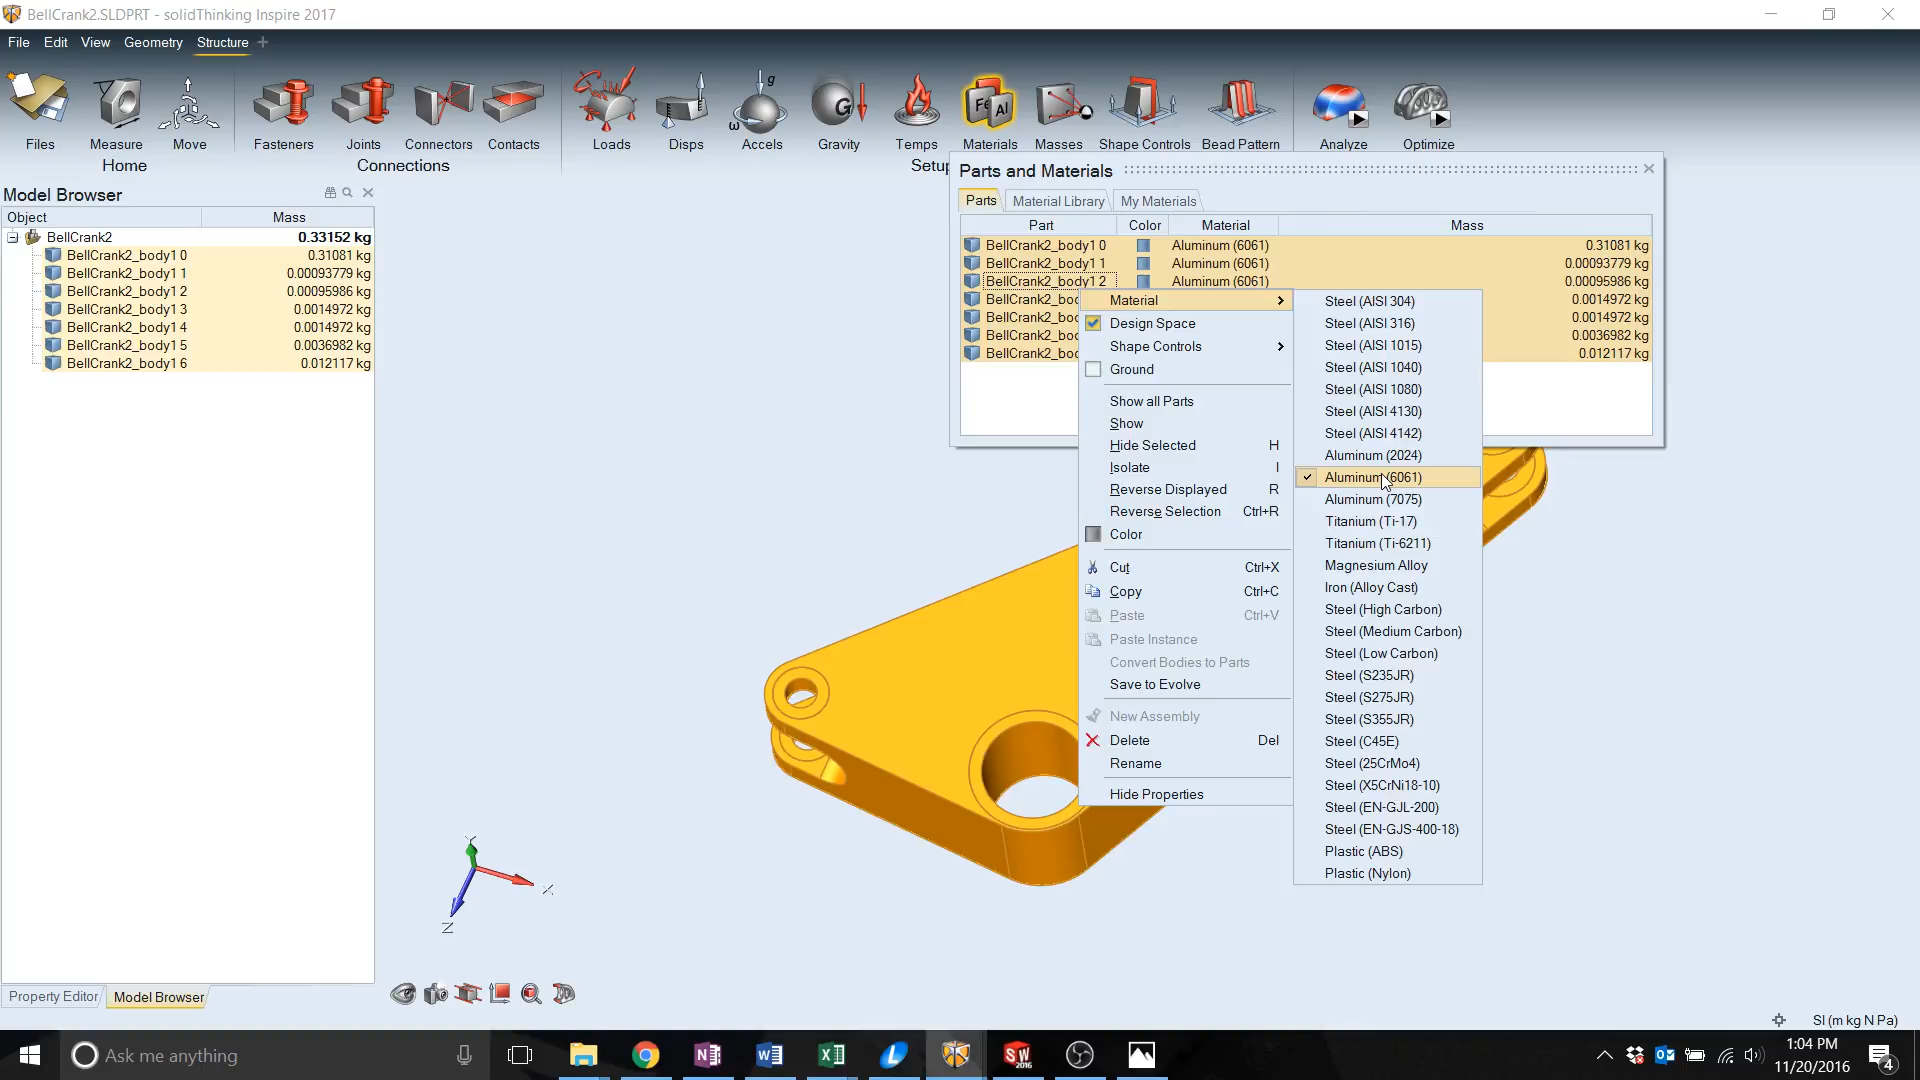 BellCrank2.SLDPRT - solidThinking Inspire 2017
File Edit View Geometry Structure
Files Measure Move Fasteners Joints Connectors Contacts Loads Disps Accels Gravity Temps Materials Masses Shape Controls Bead Pattern Analyze Optimize
Home Connections
Model Browser
Object Mass
BellCrank2 0.33152 kg
BellCrank2_body1 0 0.31081 kg
BellCrank2_body1 1 0.00093779 kg
BellCrank2_body1 2 0.00095986 kg
BellCrank2_body1 3 0.0014972 kg
BellCrank2_body1 4 0.0014972 kg
BellCrank2_body1 5 0.0036982 kg
BellCrank2_body1 6 0.012117 kg
Parts and Materials
Parts Material Library My Materials
Part Color Material Mass
BellCrank2_body1 0 Aluminum (6061) 0.31081 kg
BellCrank2_body1 1 Aluminum (6061) 0.00093779 kg
BellCrank2_body1 2 Aluminum (6061) 0.00095986 kg
0.0014972 kg
0.0014972 kg
0.0036982 kg
0.012117 kg
Material
Design Space
Shape Controls
Ground
Show all Parts
Show
Hide Selected H
Isolate I
Reverse Displayed R
Reverse Selection Ctrl+R
Color
Cut Ctrl+X
Copy Ctrl+C
Paste Ctrl+V
Paste Instance
Convert Bodies to Parts
Save to Evolve
New Assembly
Delete Del
Rename
Hide Properties
Steel (AISI 304)
Steel (AISI 316)
Steel (AISI 1015)
Steel (AISI 1040)
Steel (AISI 1080)
Steel (AISI 4130)
Steel (AISI 4142)
Aluminum (2024)
Aluminum (6061)
Aluminum (7075)
Titanium (Ti-17)
Titanium (Ti-6211)
Magnesium Alloy
Iron (Alloy Cast)
Steel (High Carbon)
Steel (Medium Carbon)
Steel (Low Carbon)
Steel (S235JR)
Steel (S275JR)
Steel (S355JR)
Steel (C45E)
Steel (25CrMo4)
Steel (X5CrNi18-10)
Steel (EN-GJL-200)
Steel (EN-GJS-400-18)
Plastic (ABS)
Plastic (Nylon)
Y
X
Z
Property Editor Model Browser
SI (m kg N Pa)
Ask me anything
1:04 PM
11/20/2016
4